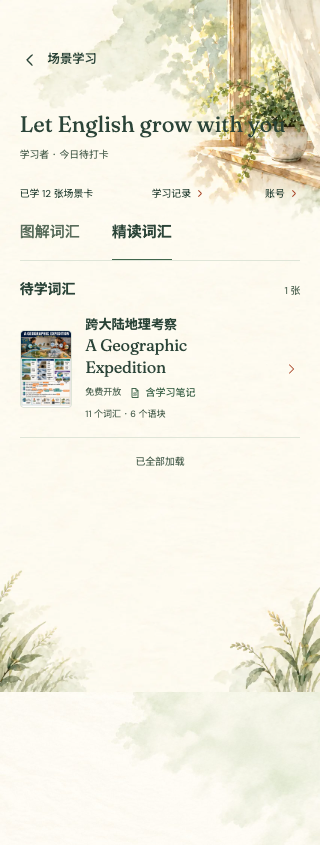 场景学习
Let English grow with you
学习者 · 今日待打卡
已学 12 张场景卡
学习记录
账号
图解词汇
精读词汇
待学词汇
1 张
跨大陆地理考察
A Geographic
Expedition
免费开放
含学习笔记
11 个词汇 · 6 个语块
已全部加载